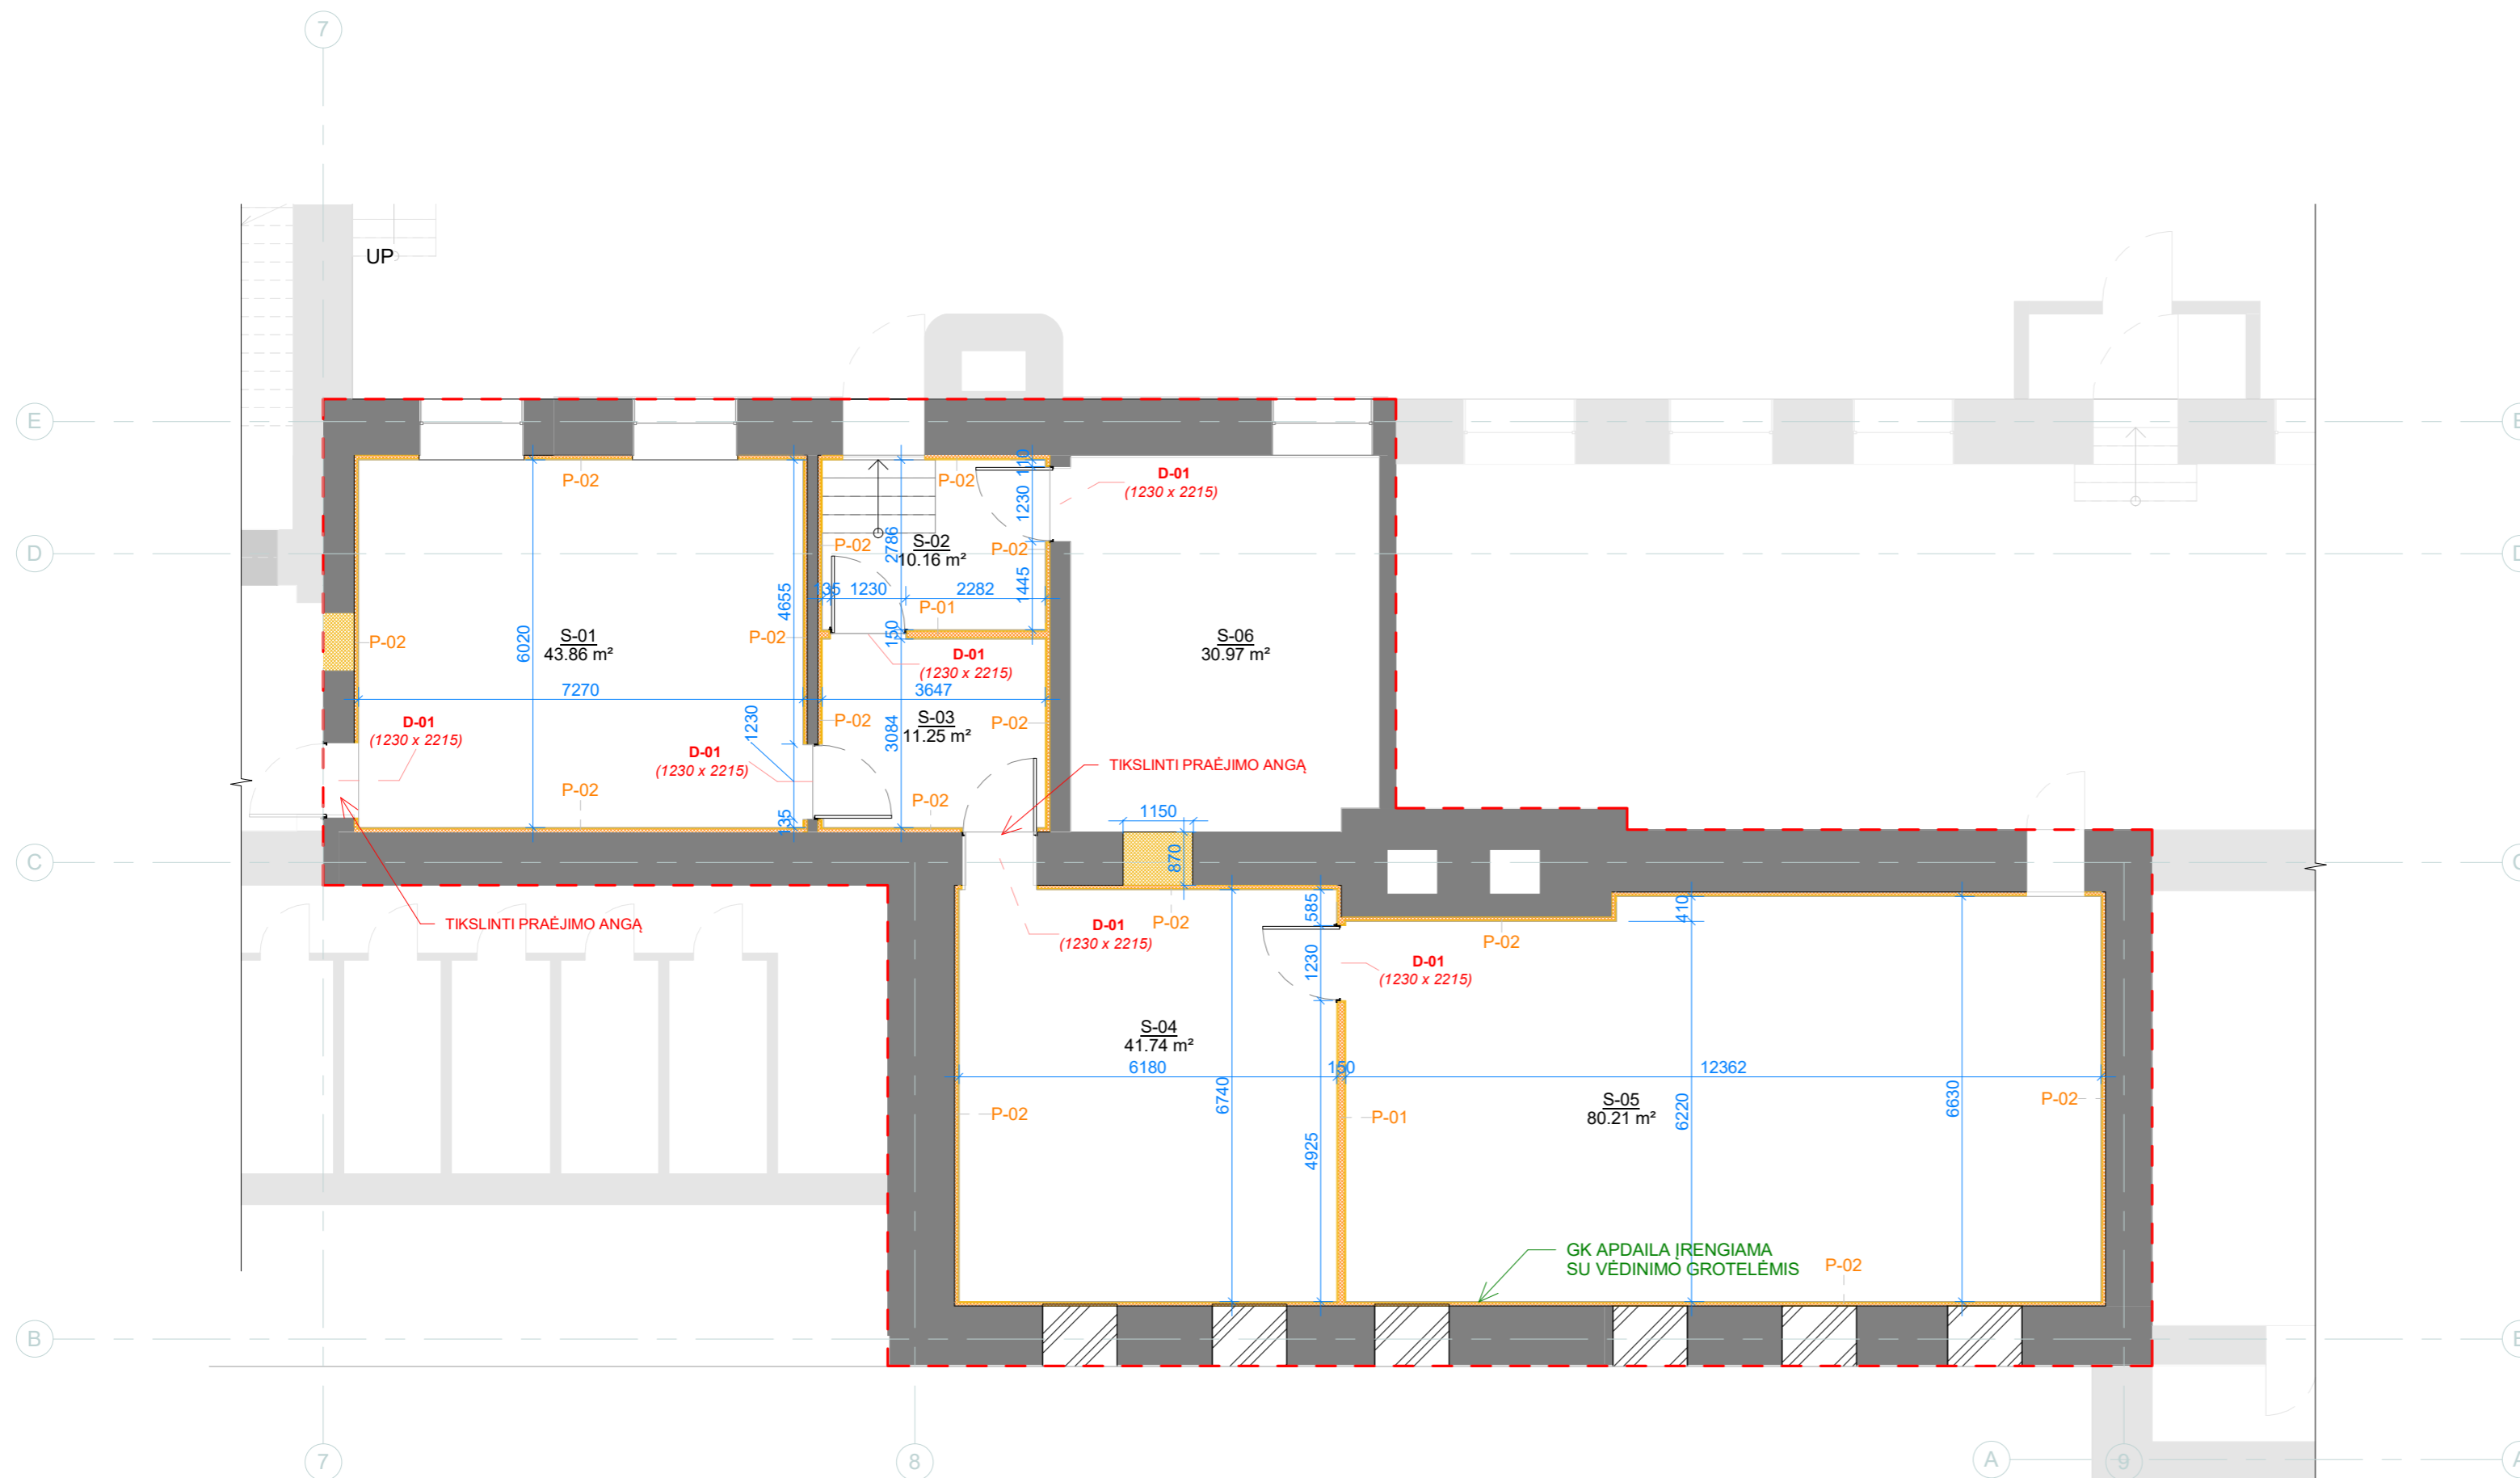 7
UP
E
E
P-02
P-02
110
D-01
(1230 x 2215)
1230
D
D
P-02
2786
S-02
10.16 m²
P-02
1445
4655
135
1230
2282
P-01
P-02
6020
S-01
43.86 m²
P-02
150
S-06
30.97 m²
D-01
(1230 x 2215)
7270
3647
D-01
(1230 x 2215)
1230
P-02
3084
S-03
11.25 m²
P-02
D-01
(1230 x 2215)
TIKSLINTI PRAĖJIMO ANGĄ
P-02
P-02
135
1150
C
C
870
TIKSLINTI PRAĖJIMO ANGĄ
D-01
(1230 x 2215)
P-02
585
410
P-02
1230
D-01
(1230 x 2215)
S-04
41.74 m²
6180
150
12362
6740
P-02
P-01
4925
S-05
80.21 m²
6220
6630
P-02
GK APDAILA ĮRENGIAMA
SU VĖDINIMO GROTELĖMIS
P-02
B
B
7
8
A
9
A